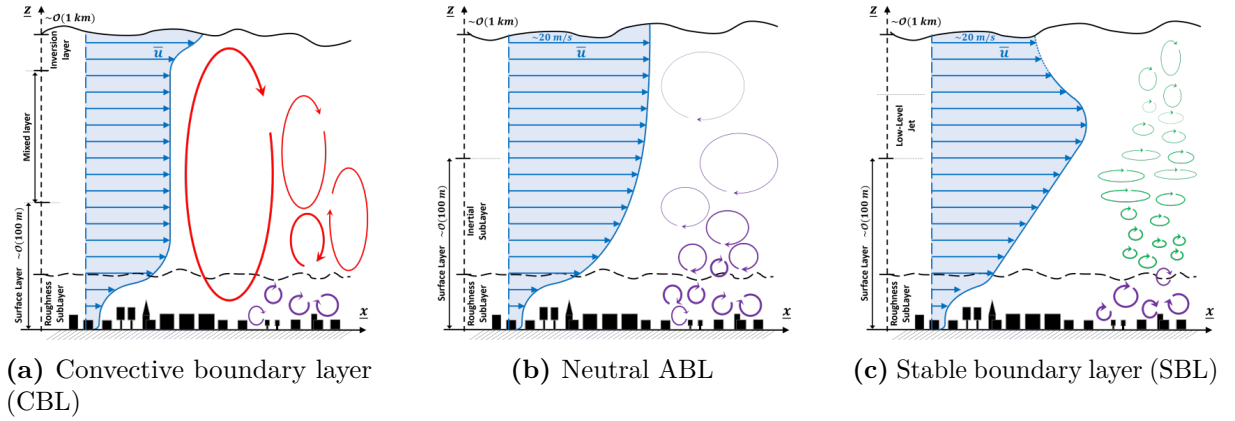 z
~𝒪(1 km)
Inversion
layer
u̅
Mixed layer
Surface Layer ~𝒪(100 m)
Roughness
SubLayer
x
z
~𝒪(1 km)
~20 m/s
u̅
Surface Layer ~𝒪(100 m)
Inertial
SubLayer
Roughness
SubLayer
x
z
~𝒪(1 km)
~20 m/s
u̅
Low-Level
Jet
Surface Layer ~𝒪(100 m)
Roughness
SubLayer
x
(a) Convective boundary layer
(CBL)
(b) Neutral ABL
(c) Stable boundary layer (SBL)